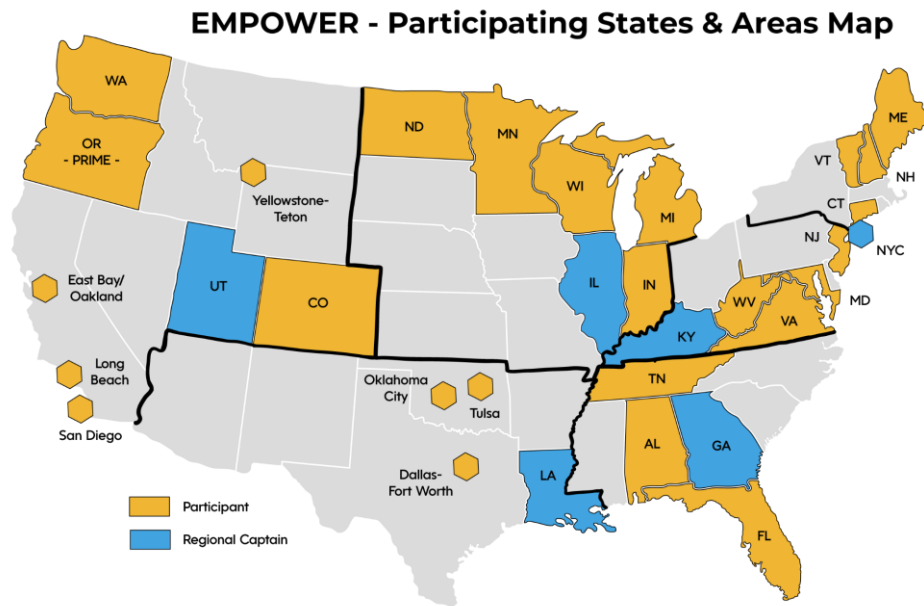 EMPOWER - Participating States & Areas Map
WA
OR
- PRIME -
ND
MN
WI
MI
ME
VT
NH
CT
NYC
NJ
MD
Yellowstone-
Teton
East Bay/
Oakland
UT
CO
IL
IN
WV
VA
KY
Long
Beach
San Diego
Oklahoma
City
Tulsa
TN
AL
GA
Dallas-
Fort Worth
LA
FL
Participant
Regional Captain